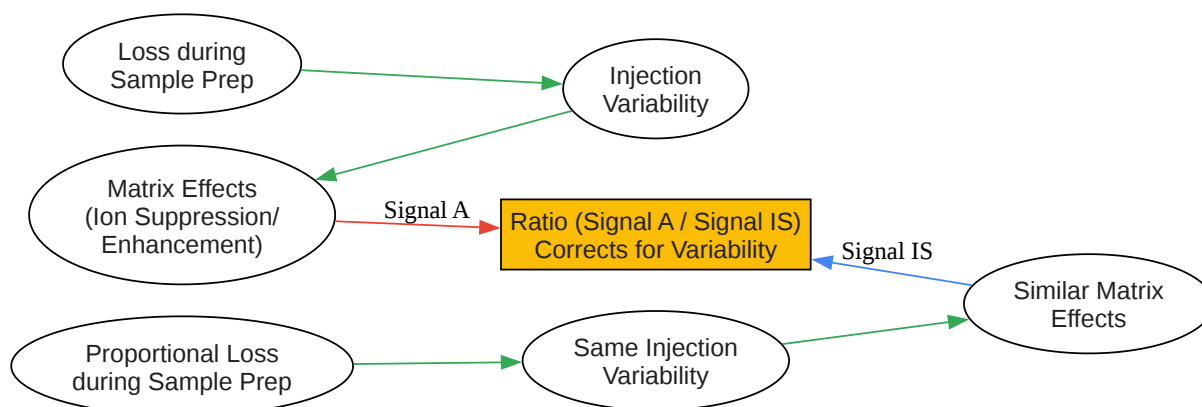 Loss during
Sample Prep
Injection
Variability
Matrix Effects
(Ion Suppression/
Enhancement)
Signal A
Ratio (Signal A / Signal IS)
Corrects for Variability
Signal IS
Similar Matrix
Effects
Proportional Loss
during Sample Prep
Same Injection
Variability